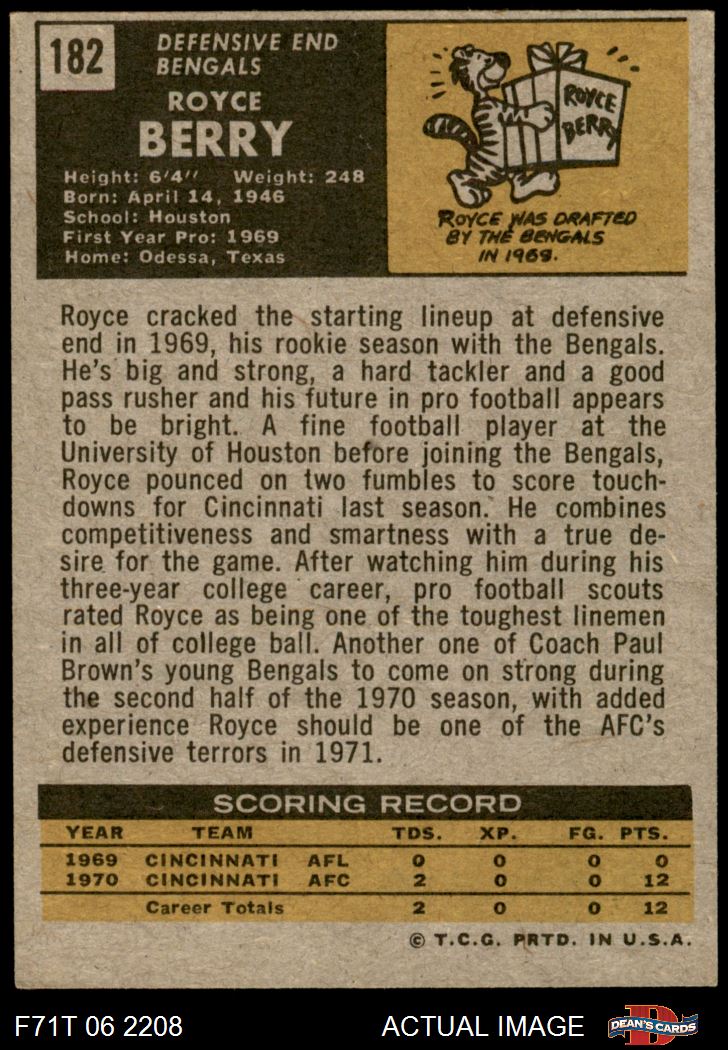 182
DEFENSIVE END
BENGALS
ROYCE
BERRY
Height: 6'4" Weight: 248
Born: April 14, 1946
School: Houston
First Year Pro: 1969
Home: Odessa, Texas
ROYCE
BERRY
ROYCE WAS DRAFTED
BY THE BENGALS
IN 1969.
Royce cracked the starting lineup at defensive
end in 1969, his rookie season with the Bengals.
He's big and strong, a hard tackler and a good
pass rusher and his future in pro football appears
to be bright. A fine football player at the
University of Houston before joining the Bengals,
Royce pounced on two fumbles to score touch-
downs for Cincinnati last season. He combines
competitiveness and smartness with a true de-
sire for the game. After watching him during his
three-year college career, pro football scouts
rated Royce as being one of the toughest linemen
in all of college ball. Another one of Coach Paul
Brown's young Bengals to come on strong during
the second half of the 1970 season, with added
experience Royce should be one of the AFC's
defensive terrors in 1971.
SCORING RECORD
YEAR TEAM TDS. XP. FG. PTS.
1969 CINCINNATI AFL 0 0 0 0
1970 CINCINNATI AFC 2 0 0 12
Career Totals 2 0 0 12
© T.C.G. PRTD. IN U.S.A.
F71T 06 2208 ACTUAL IMAGE
D
DEAN'S CARDS